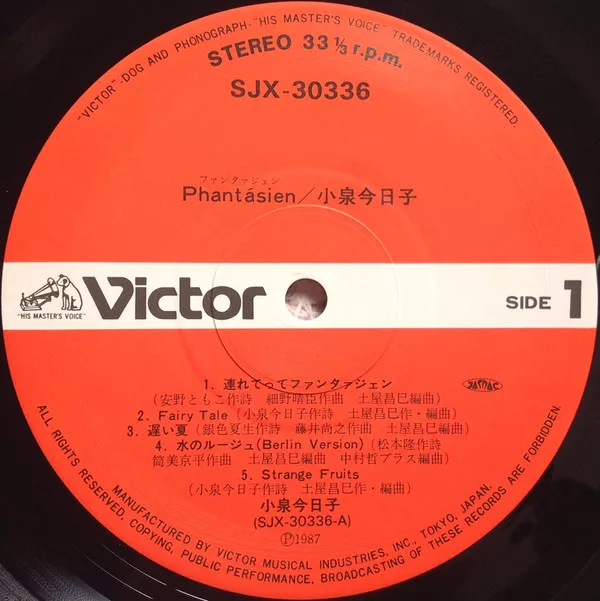 "VICTOR"-DOG AND PHONOGRAPH-"HIS MASTER'S VOICE" TRADEMARKS REGISTERED.
STEREO 33 1/3 r.p.m.
SJX-30336
ファンタァジェン
Phantásien/小泉今日子
"HIS MASTER'S VOICE"
Victor
SIDE 1
1. 連れてってファンタァジェン
(安野ともこ作詩 細野晴臣作曲 土屋昌巳編曲)
JASRAC
2. Fairy Tale (小泉今日子作詩 土屋昌巳作・編曲)
3. 遅い夏 (銀色夏生作詩 藤井尚之作曲 土屋昌巳編曲)
4. 水のルージュ(Berlin Version) (松本隆作詩
筒美京平作曲 土屋昌巳編曲 中村哲ブラス編曲)
5. Strange Fruits
(小泉今日子作詩 土屋昌巳作・編曲)
小泉今日子
(SJX-30336-A)
Ⓟ1987
ALL RIGHTS RESERVED, COPYING, PUBLIC PERFORMANCE, BROADCASTING OF THESE RECORDS ARE FORBIDDEN.
MANUFACTURED BY VICTOR MUSICAL INDUSTRIES, INC., TOKYO, JAPAN.